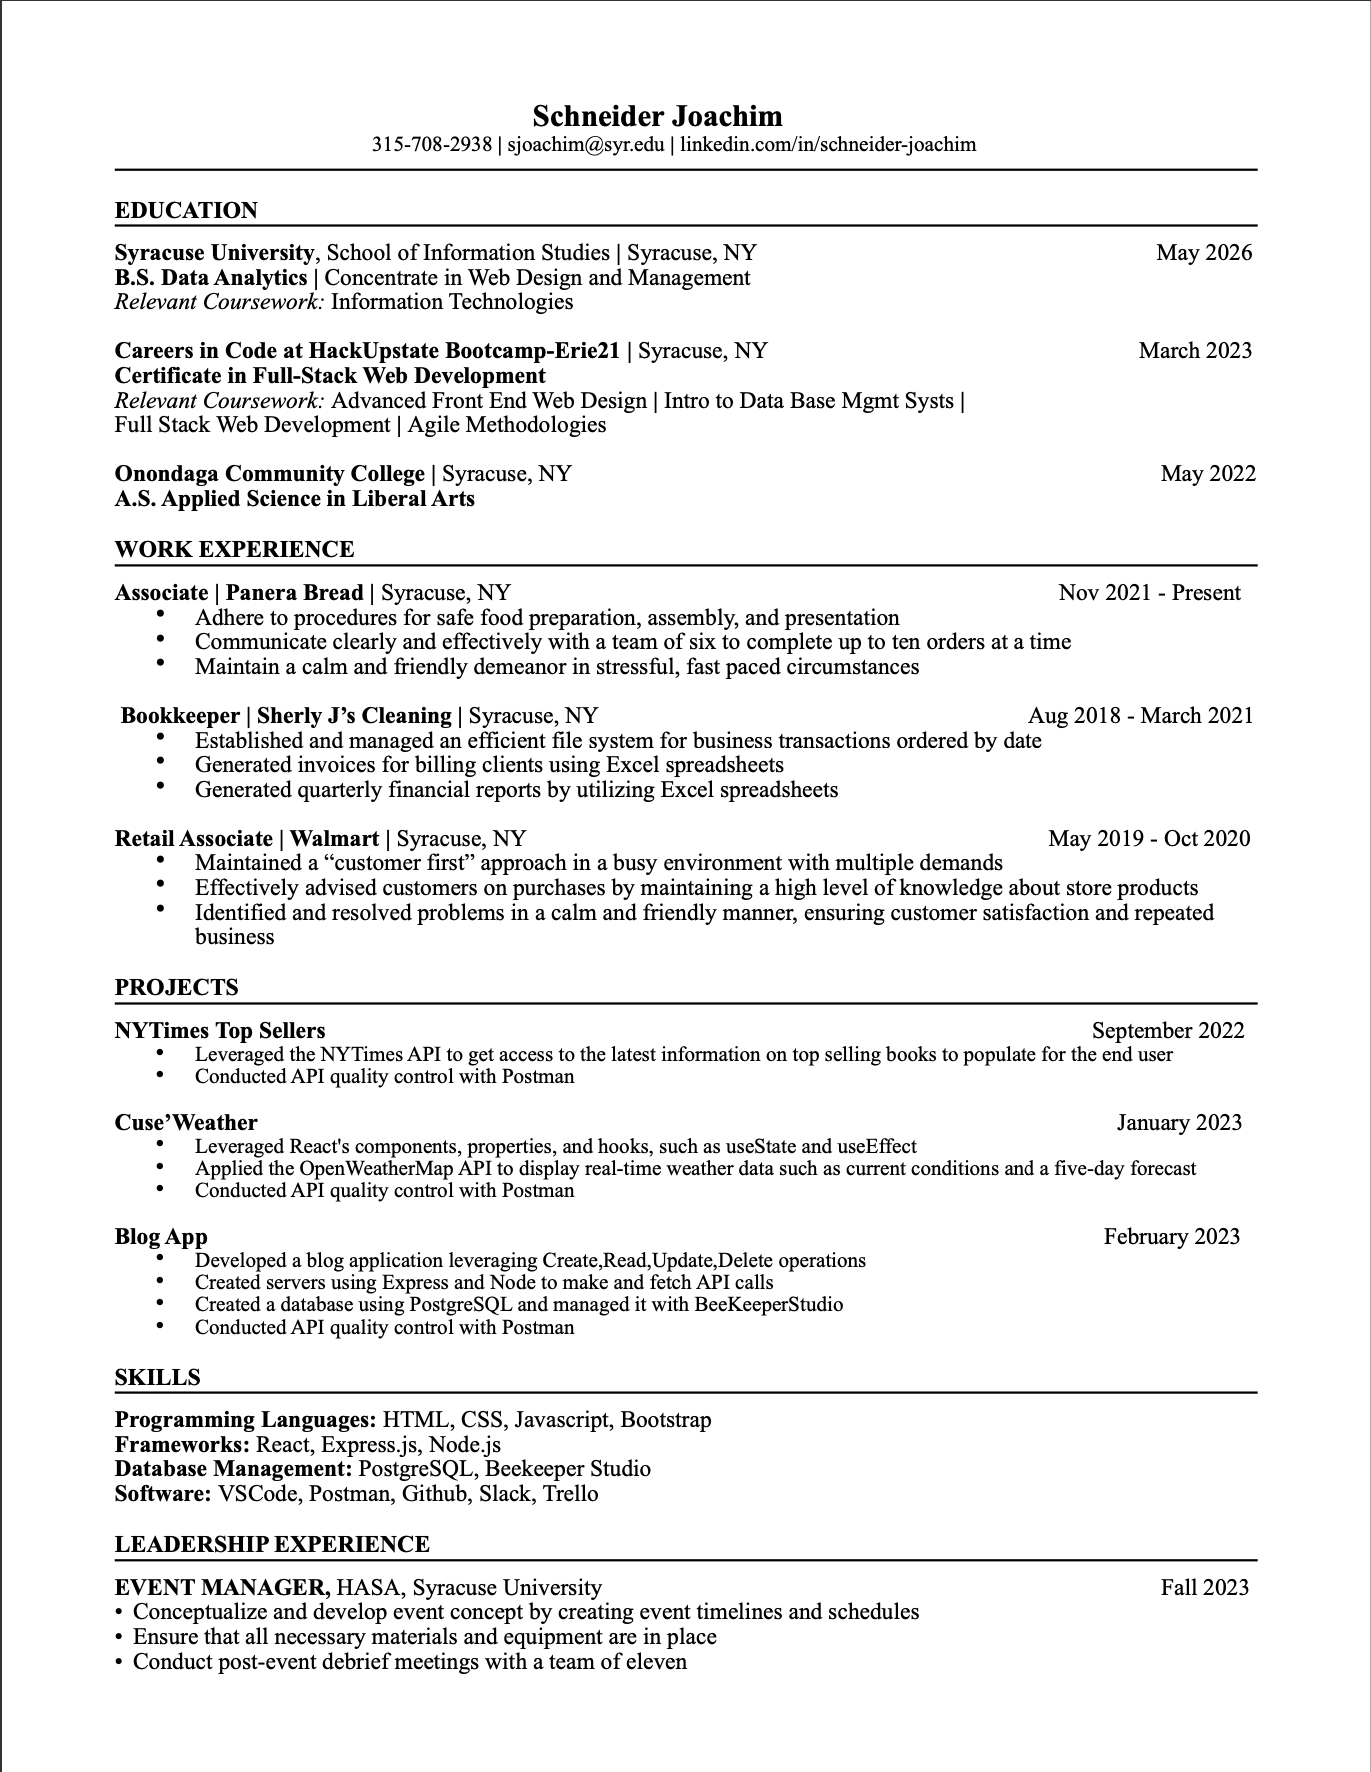 Schneider Joachim
315-708-2938 | sjoachim@syr.edu | linkedin.com/in/schneider-joachim
EDUCATION
Syracuse University, School of Information Studies | Syracuse, NY May 2026
B.S. Data Analytics | Concentrate in Web Design and Management
Relevant Coursework: Information Technologies
Careers in Code at HackUpstate Bootcamp-Erie21 | Syracuse, NY March 2023
Certificate in Full-Stack Web Development
Relevant Coursework: Advanced Front End Web Design | Intro to Data Base Mgmt Systs |
Full Stack Web Development | Agile Methodologies
Onondaga Community College | Syracuse, NY May 2022
A.S. Applied Science in Liberal Arts
WORK EXPERIENCE
Associate | Panera Bread | Syracuse, NY Nov 2021 - Present
• Adhere to procedures for safe food preparation, assembly, and presentation
• Communicate clearly and effectively with a team of six to complete up to ten orders at a time
• Maintain a calm and friendly demeanor in stressful, fast paced circumstances
Bookkeeper | Sherly J’s Cleaning | Syracuse, NY Aug 2018 - March 2021
• Established and managed an efficient file system for business transactions ordered by date
• Generated invoices for billing clients using Excel spreadsheets
• Generated quarterly financial reports by utilizing Excel spreadsheets
Retail Associate | Walmart | Syracuse, NY May 2019 - Oct 2020
• Maintained a “customer first” approach in a busy environment with multiple demands
• Effectively advised customers on purchases by maintaining a high level of knowledge about store products
• Identified and resolved problems in a calm and friendly manner, ensuring customer satisfaction and repeated
business
PROJECTS
NYTimes Top Sellers September 2022
• Leveraged the NYTimes API to get access to the latest information on top selling books to populate for the end user
• Conducted API quality control with Postman
Cuse’Weather January 2023
• Leveraged React's components, properties, and hooks, such as useState and useEffect
• Applied the OpenWeatherMap API to display real-time weather data such as current conditions and a five-day forecast
• Conducted API quality control with Postman
Blog App February 2023
• Developed a blog application leveraging Create,Read,Update,Delete operations
• Created servers using Express and Node to make and fetch API calls
• Created a database using PostgreSQL and managed it with BeeKeeperStudio
• Conducted API quality control with Postman
SKILLS
Programming Languages: HTML, CSS, Javascript, Bootstrap
Frameworks: React, Express.js, Node.js
Database Management: PostgreSQL, Beekeeper Studio
Software: VSCode, Postman, Github, Slack, Trello
LEADERSHIP EXPERIENCE
EVENT MANAGER, HASA, Syracuse University Fall 2023
• Conceptualize and develop event concept by creating event timelines and schedules
• Ensure that all necessary materials and equipment are in place
• Conduct post-event debrief meetings with a team of eleven